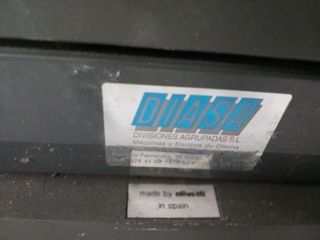 DIASA
DIVISIONES AGRUPADAS S.L.
Máquinas y Equipos de Oficina
made by olivetti
in spain